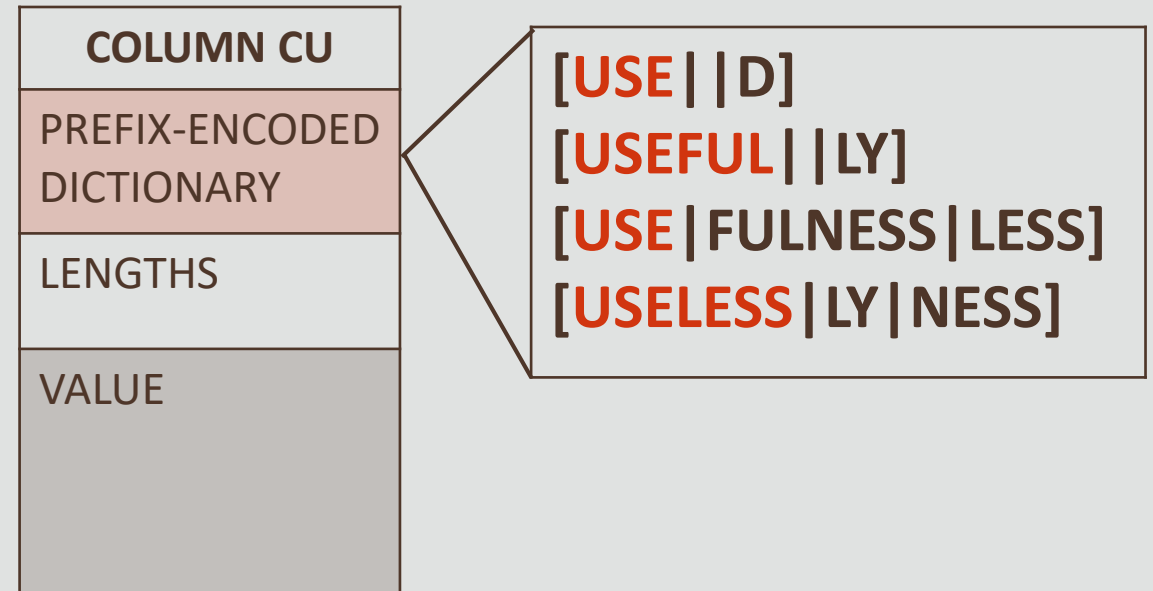 COLUMN CU
PREFIX-ENCODED
DICTIONARY
LENGTHS
VALUE
[USE||D]
[USEFUL||LY]
[USE|FULNESS|LESS]
[USELESS|LY|NESS]